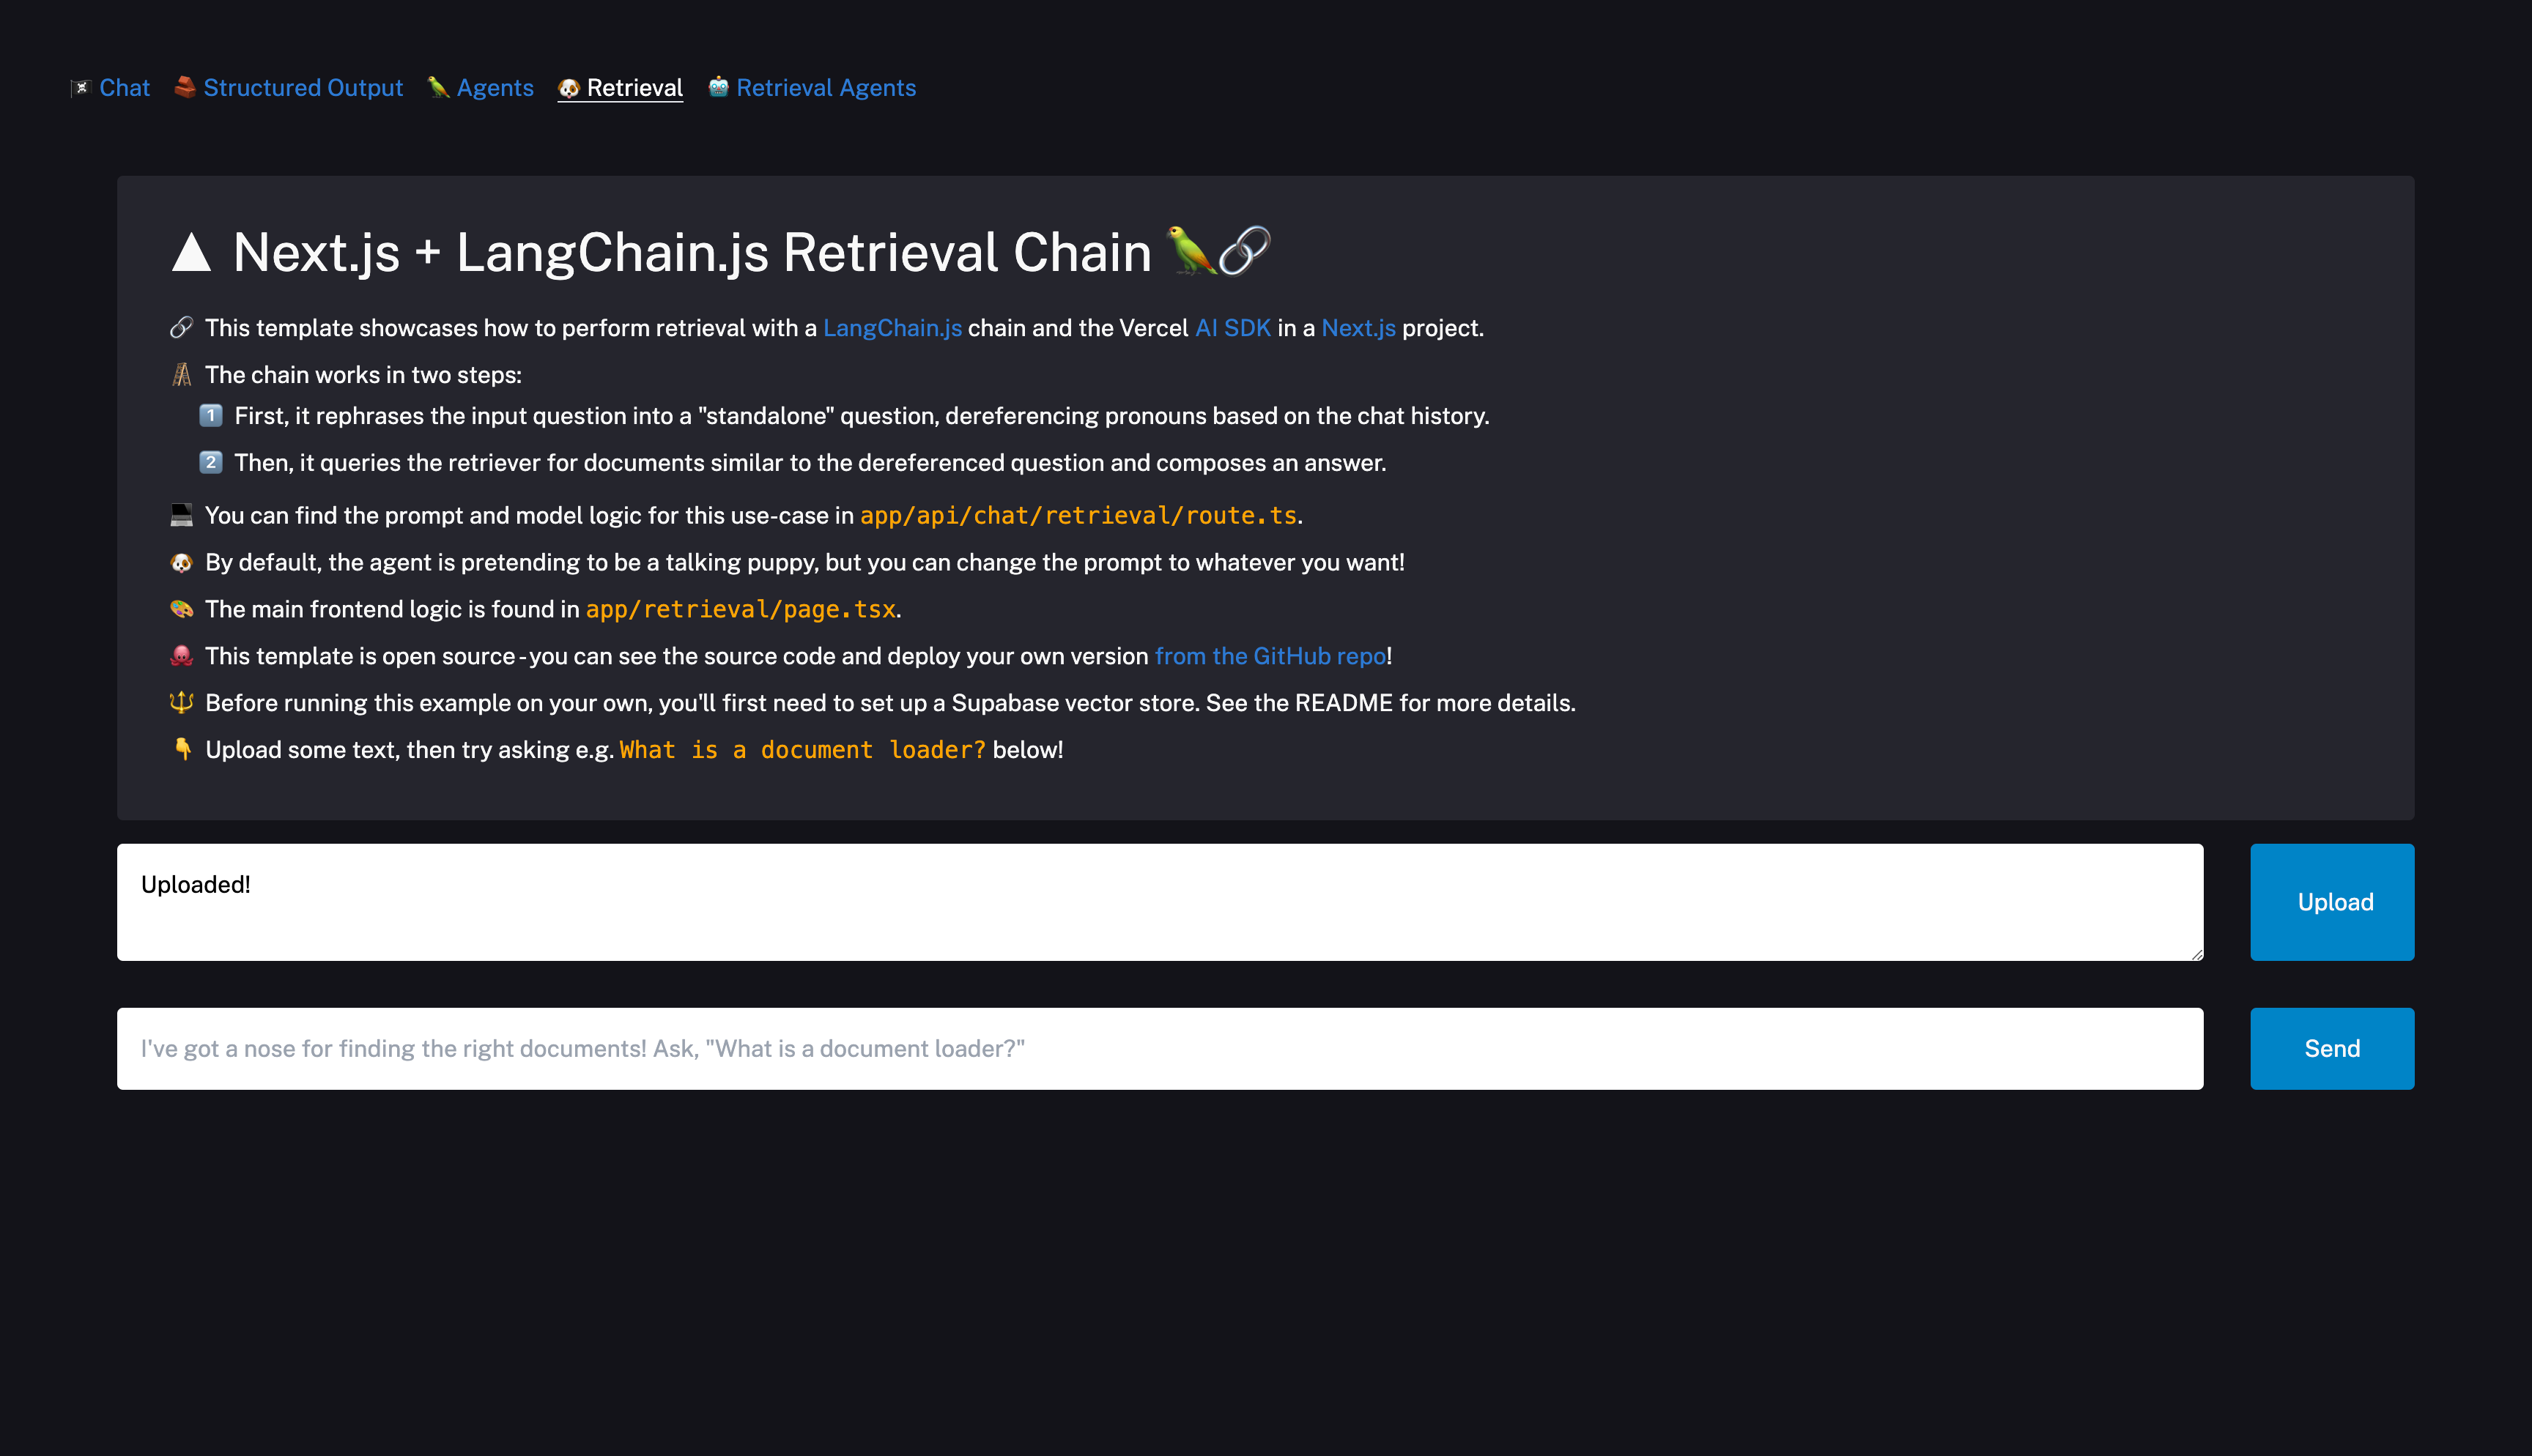 🏴‍☠️ Chat 🧱 Structured Output 🦜 Agents 🐶 Retrieval 🤖 Retrieval Agents
▲ Next.js + LangChain.js Retrieval Chain 🦜🔗
🔗 This template showcases how to perform retrieval with a LangChain.js chain and the Vercel AI SDK in a Next.js project.
🪜 The chain works in two steps:
1️⃣ First, it rephrases the input question into a "standalone" question, dereferencing pronouns based on the chat history.
2️⃣ Then, it queries the retriever for documents similar to the dereferenced question and composes an answer.
💻 You can find the prompt and model logic for this use-case in app/api/chat/retrieval/route.ts.
🐶 By default, the agent is pretending to be a talking puppy, but you can change the prompt to whatever you want!
🎨 The main frontend logic is found in app/retrieval/page.tsx.
🐙 This template is open source - you can see the source code and deploy your own version from the GitHub repo!
🔱 Before running this example on your own, you'll first need to set up a Supabase vector store. See the README for more details.
👇 Upload some text, then try asking e.g. What is a document loader? below!
Uploaded!
Upload
I've got a nose for finding the right documents! Ask, "What is a document loader?"
Send